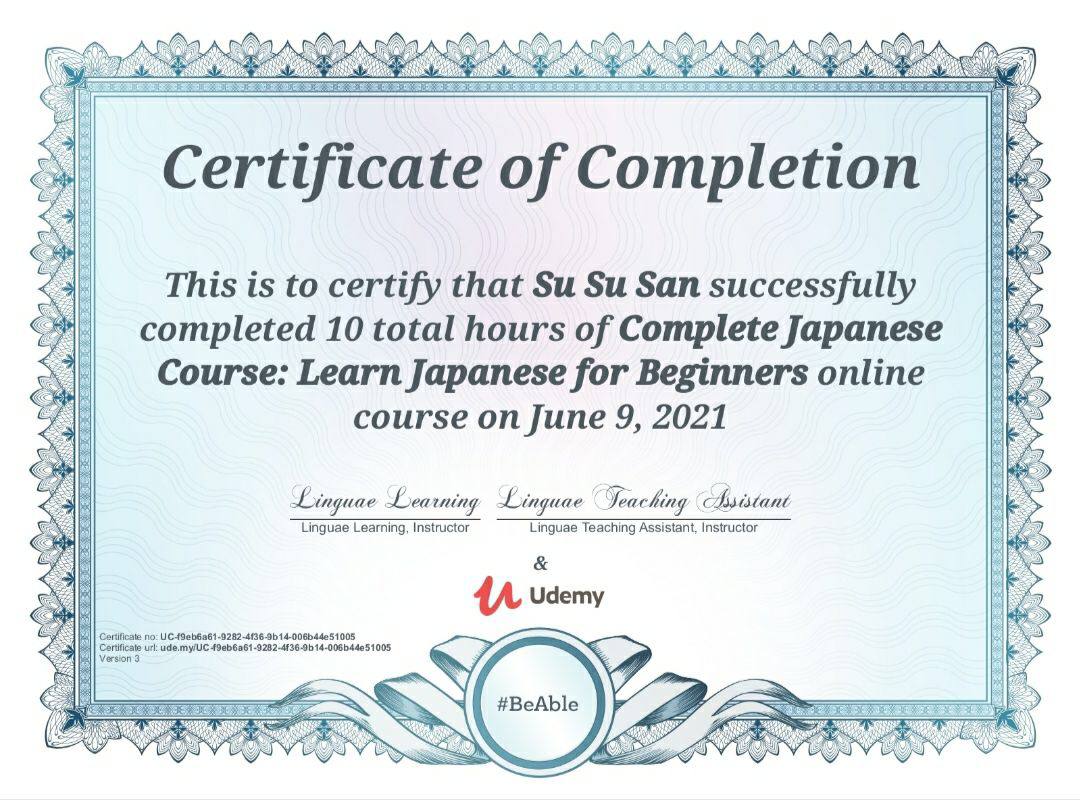 Certificate of Completion
This is to certify that Su Su San successfully
completed 10 total hours of Complete Japanese
Course: Learn Japanese for Beginners online
course on June 9, 2021
Linguae Learning Linguae Teaching Assistant
Linguae Learning, Instructor Linguae Teaching Assistant, Instructor
&
Udemy
Certificate no: UC-f9eb6a61-9282-4f36-9b14-006b44e51005
Certificate url: ude.my/UC-f9eb6a61-9282-4f36-9b14-006b44e51005
Version 3
#BeAble